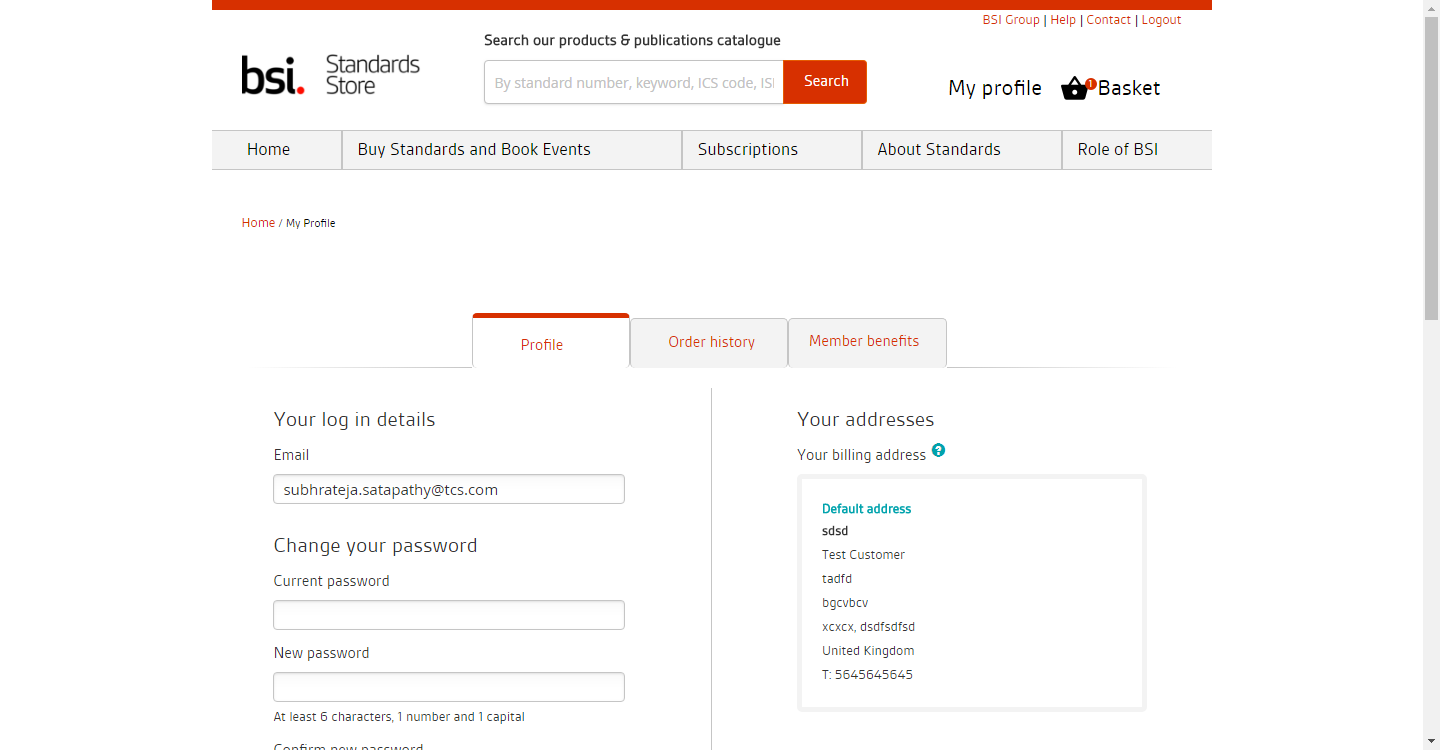 BSI Group | Help | Contact | Logout
Search our products & publications catalogue
bsi. Standards Store
By standard number, keyword, ICS code, ISI
Search
My profile
1
Basket
Home
Buy Standards and Book Events
Subscriptions
About Standards
Role of BSI
Home / My Profile
Profile
Order history
Member benefits
Your log in details
Email
subhrateja.satapathy@tcs.com
Change your password
Current password
New password
At least 6 characters, 1 number and 1 capital
Confirm new password
Your addresses
Your billing address ?
Default address
sdsd
Test Customer
tadfd
bgcvbcv
xcxcx, dsdfsdfsd
United Kingdom
T: 5645645645